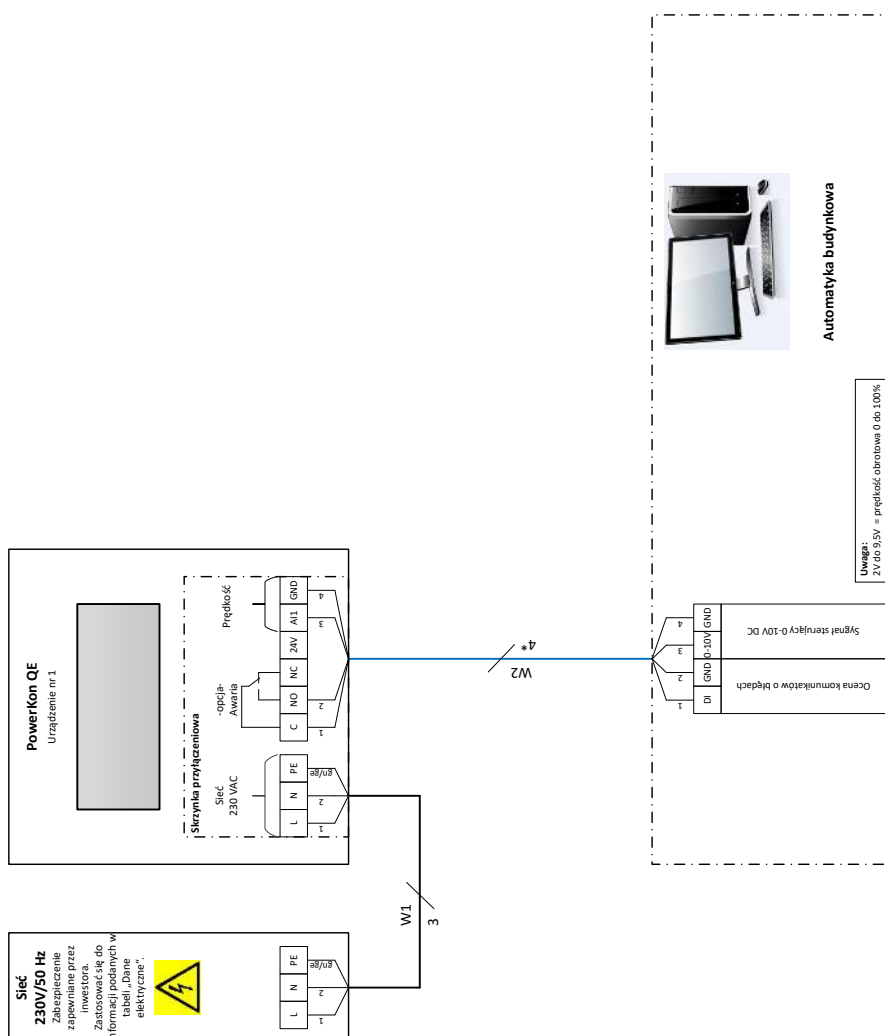 Sieć
230V/50 Hz
Zabezpieczenie
zapewniane przez
inwestora.
Zastosować się do
nformacji podanych w
tabeli „Dane
elektryczne”.
L N PE
1 2 gn/ge
W1
3
PowerKon QE
Urządzenie nr 1
Skrzynka przyłączeniowa
Sieć
230 VAC
L N PE
1 2 gn/ge
-opcja-
Awaria
Prędkość
C NO NC 24V AI1 GND
1 2 3 4
W2
4*
1 2 3 4
DI GND 0-10V GND
Ocena komunikatów o błędach
Sygnał sterujący 0-10V DC
Uwaga:
2V do 9,5V = prędkość obrotowa 0 do 100%
Automatyka budynkowa